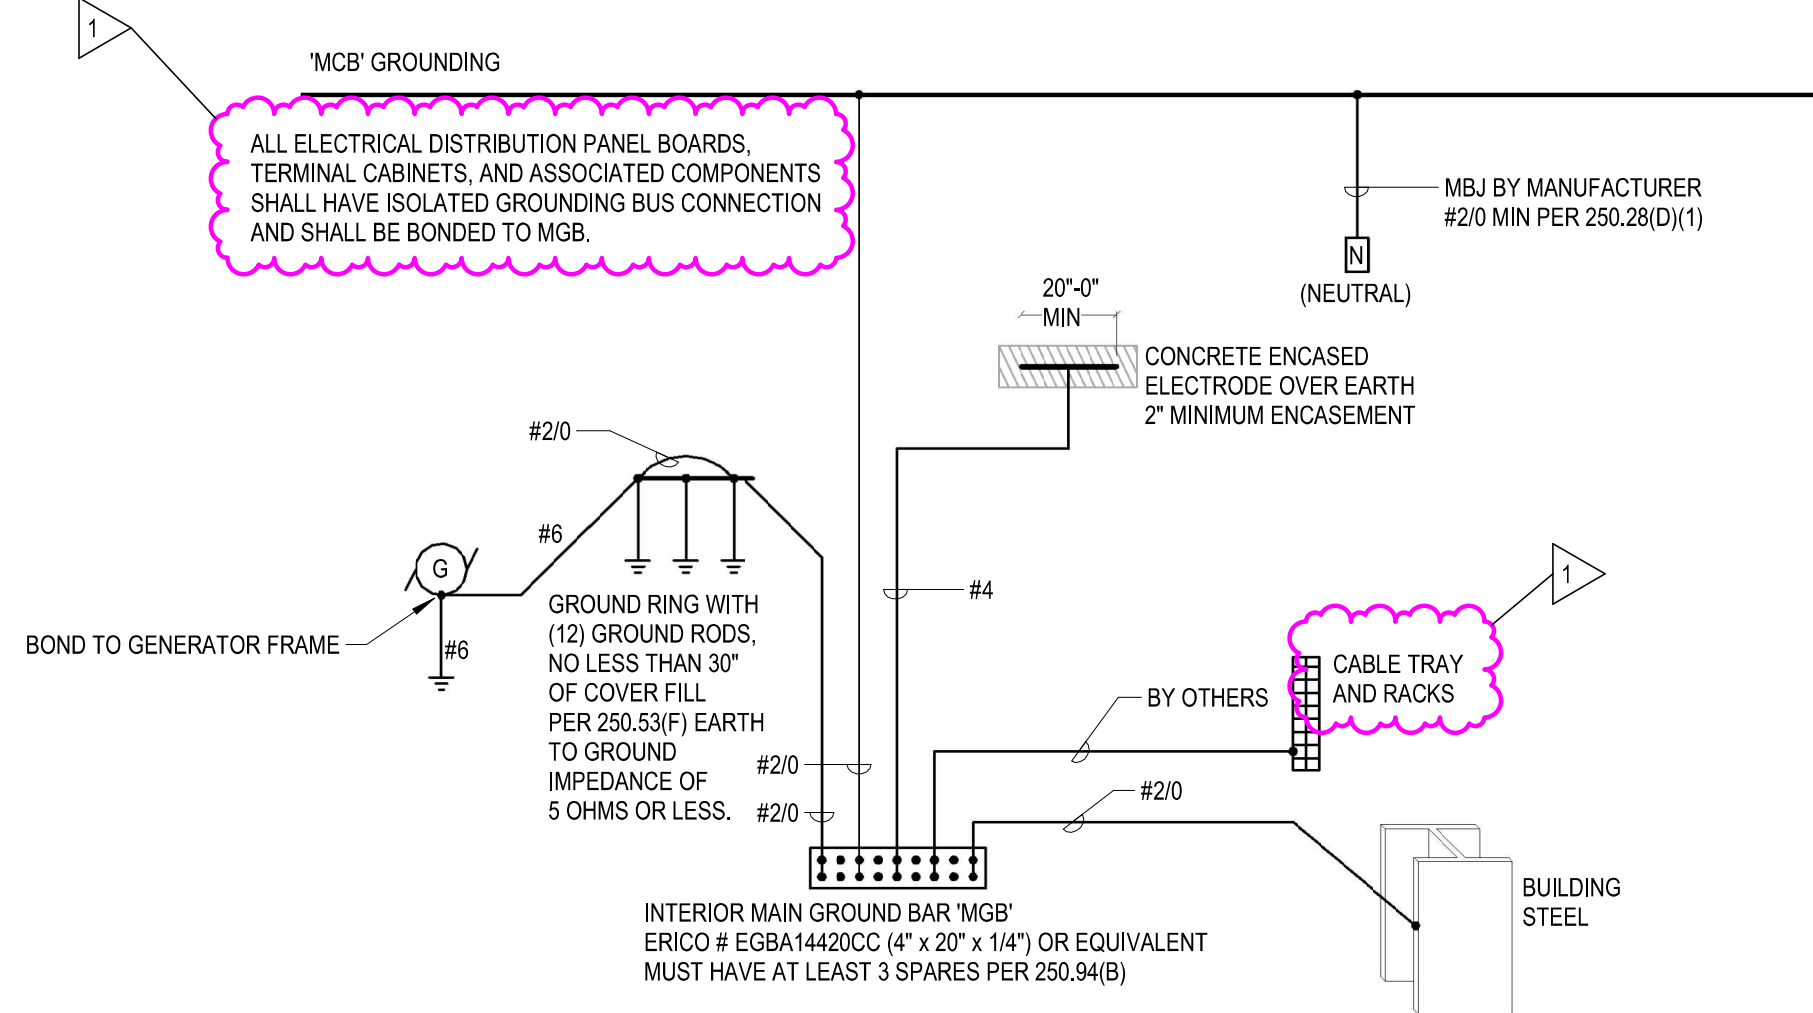 1
'MCB' GROUNDING
ALL ELECTRICAL DISTRIBUTION PANEL BOARDS,
TERMINAL CABINETS, AND ASSOCIATED COMPONENTS
SHALL HAVE ISOLATED GROUNDING BUS CONNECTION
AND SHALL BE BONDED TO MGB.
MBJ BY MANUFACTURER
#2/0 MIN PER 250.28(D)(1)
N
(NEUTRAL)
20"-0"
MIN
CONCRETE ENCASED
ELECTRODE OVER EARTH
2" MINIMUM ENCASEMENT
#2/0
#6
G
BOND TO GENERATOR FRAME
#6
GROUND RING WITH
(12) GROUND RODS,
NO LESS THAN 30"
OF COVER FILL
PER 250.53(F) EARTH
TO GROUND
IMPEDANCE OF
5 OHMS OR LESS.
#2/0
#2/0
#4
1
CABLE TRAY
AND RACKS
BY OTHERS
#2/0
BUILDING
STEEL
INTERIOR MAIN GROUND BAR 'MGB'
ERICO # EGBA14420CC (4" x 20" x 1/4") OR EQUIVALENT
MUST HAVE AT LEAST 3 SPARES PER 250.94(B)